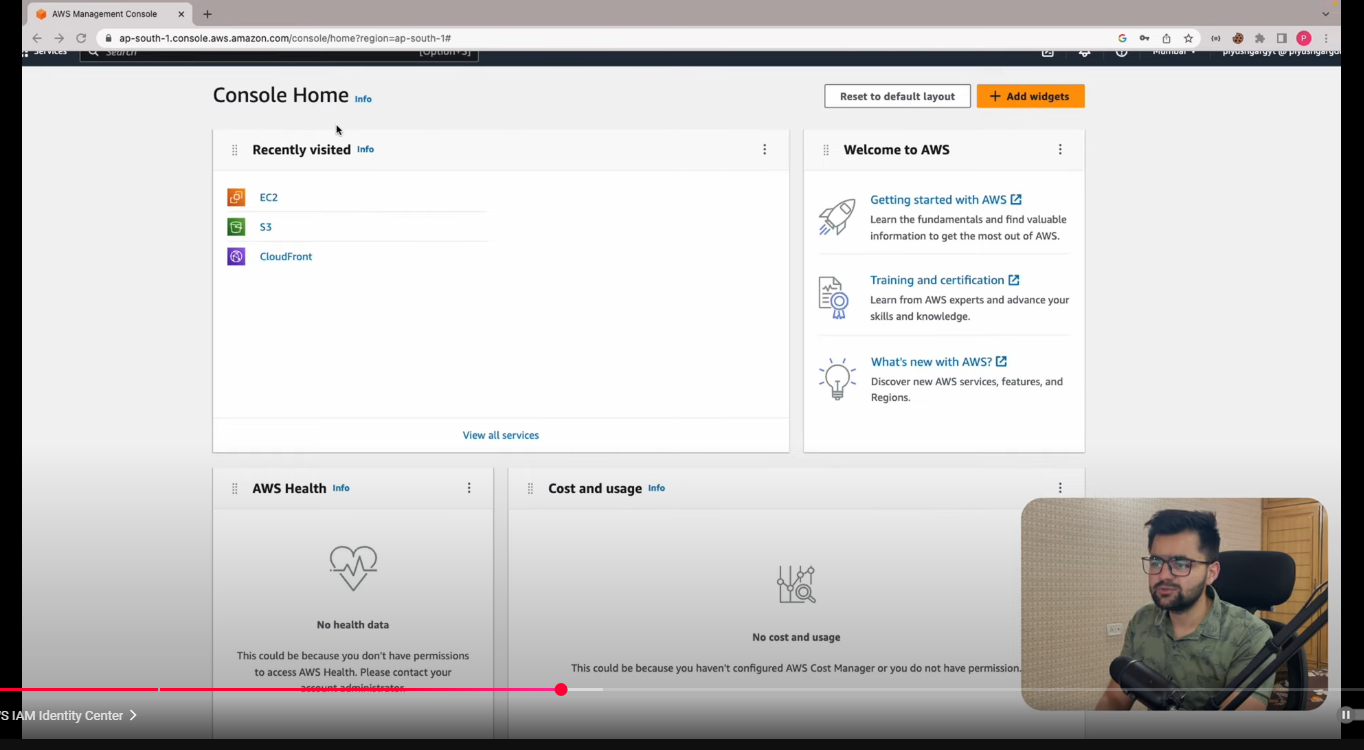 AWS Management Console
ap-south-1.console.aws.amazon.com/console/home?region=ap-south-1#
Services
Search
[Option+S]
Mumbai
Console Home Info
Reset to default layout
+ Add widgets
Recently visited Info
EC2
S3
CloudFront
View all services
Welcome to AWS
Getting started with AWS
Learn the fundamentals and find valuable
information to get the most out of AWS.
Training and certification
Learn from AWS experts and advance your
skills and knowledge.
What's new with AWS?
Discover new AWS services, features, and
Regions.
AWS Health Info
No health data
This could be because you don't have permissions
to access AWS Health. Please contact your
account administrator.
Cost and usage Info
No cost and usage
This could be because you haven't configured AWS Cost Manager or you do not have permission.
S IAM Identity Center